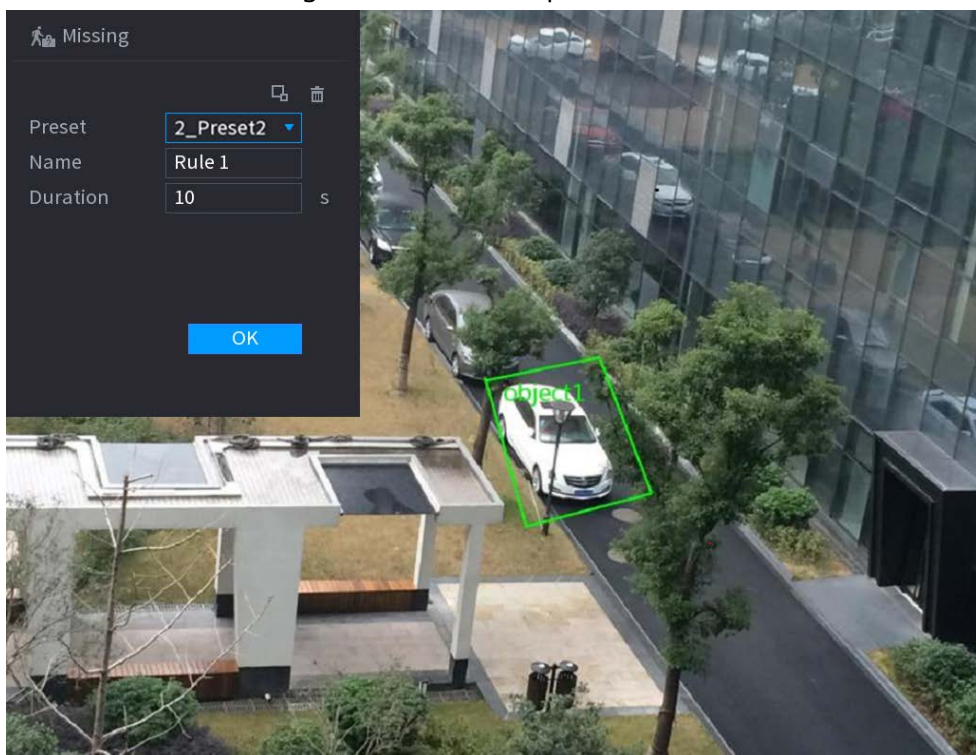 Missing
Preset 2_Preset2
Name Rule 1
Duration 10 s
OK
object1